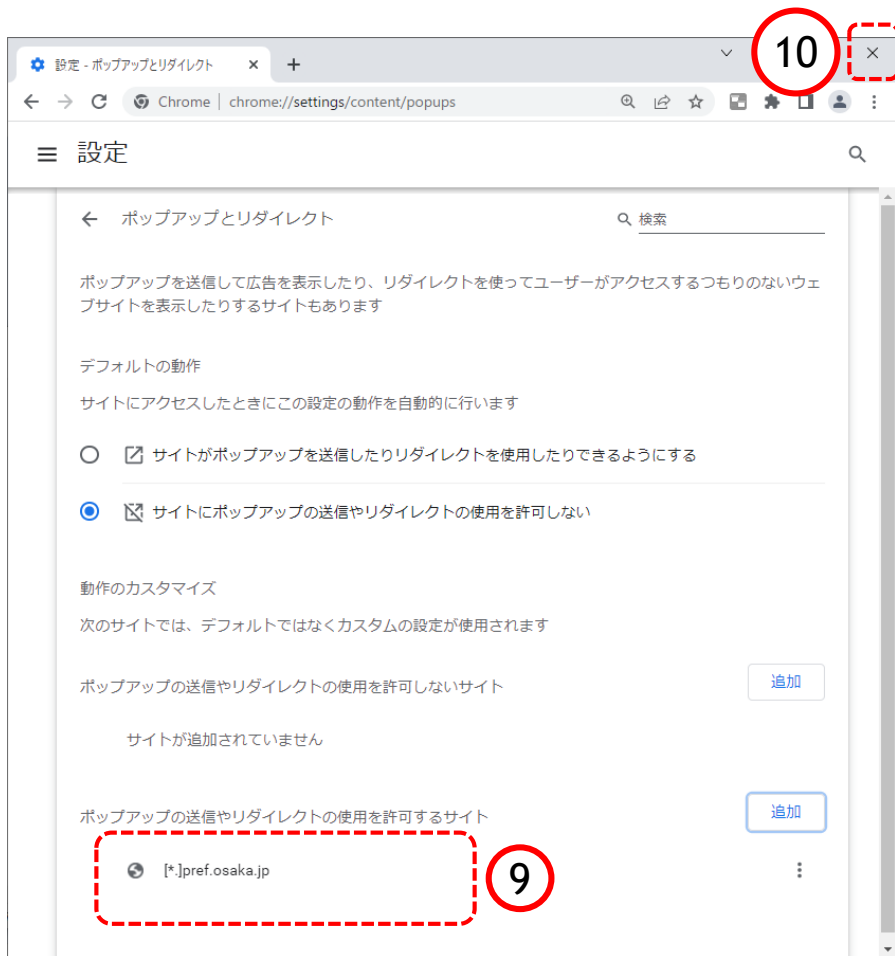 10
設定 - ポップアップとリダイレクト
Chrome | chrome://settings/content/popups
設定
ポップアップとリダイレクト
検索
ポップアップを送信して広告を表示したり、リダイレクトを使ってユーザーがアクセスするつもりのないウェ
ブサイトを表示したりするサイトもあります
デフォルトの動作
サイトにアクセスしたときにこの設定の動作を自動的に行います
サイトがポップアップを送信したりリダイレクトを使用したりできるようにする
サイトにポップアップの送信やリダイレクトの使用を許可しない
動作のカスタマイズ
次のサイトでは、デフォルトではなくカスタムの設定が使用されます
ポップアップの送信やリダイレクトの使用を許可しないサイト
追加
サイトが追加されていません
ポップアップの送信やリダイレクトの使用を許可するサイト
追加
[*.]pref.osaka.jp
9